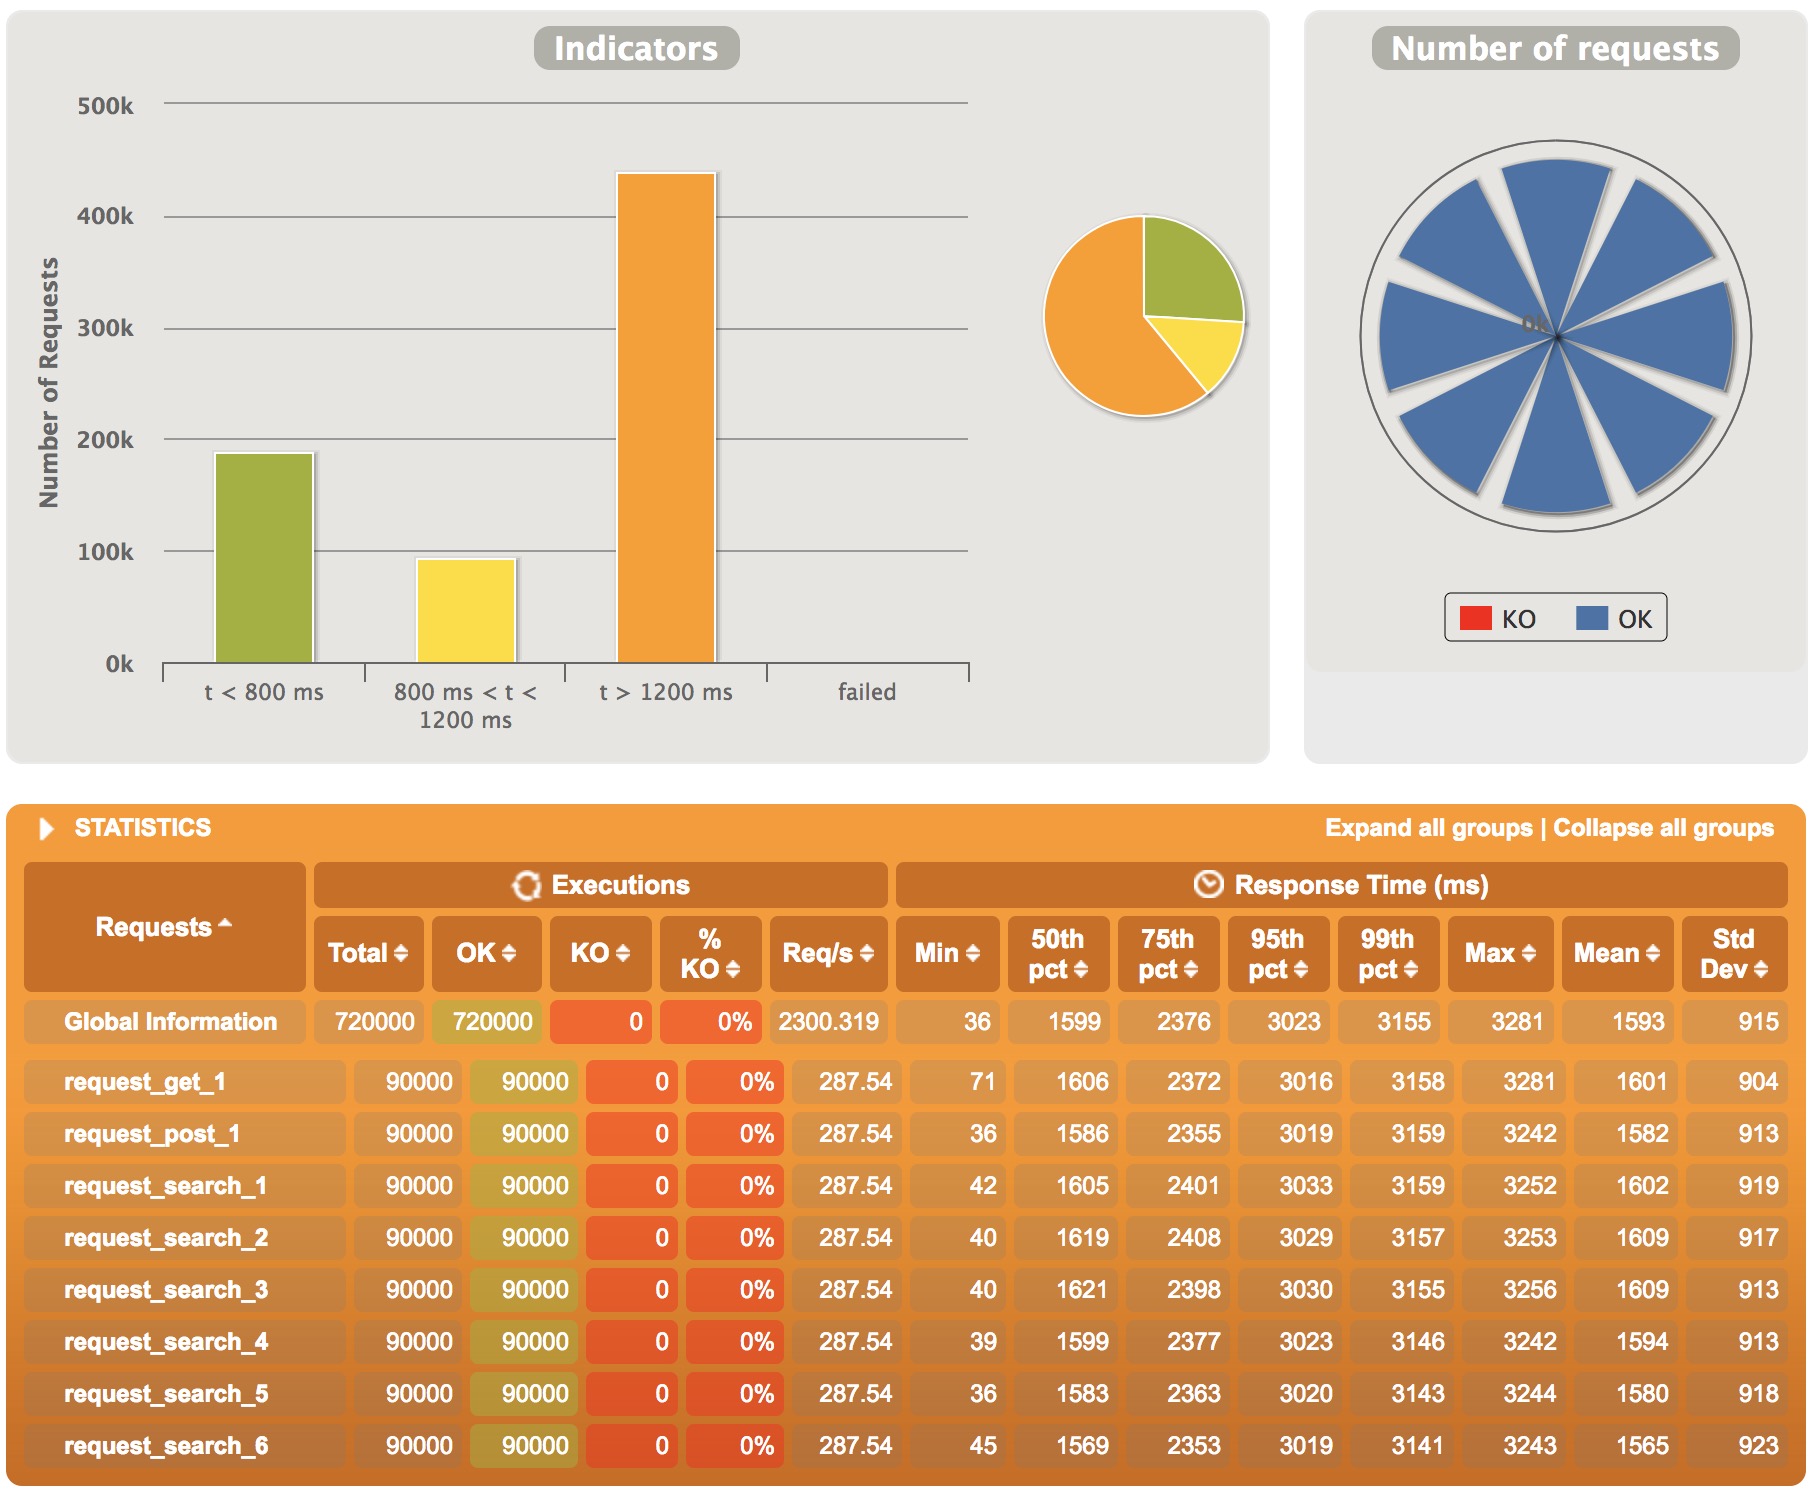 Indicators
500k
400k
300k
200k
100k
0k
Number of Requests
t < 800 ms
800 ms < t <
1200 ms
t > 1200 ms
failed
Number of requests
0k
KO OK
STATISTICS
Expand all groups | Collapse all groups
Requests Executions Response Time (ms)
Total OK KO % KO Req/s Min 50th pct 75th pct 95th pct 99th pct Max Mean Std Dev
Global Information 720000 720000 0 0% 2300.319 36 1599 2376 3023 3155 3281 1593 915
request_get_1 90000 90000 0 0% 287.54 71 1606 2372 3016 3158 3281 1601 904
request_post_1 90000 90000 0 0% 287.54 36 1586 2355 3019 3159 3242 1582 913
request_search_1 90000 90000 0 0% 287.54 42 1605 2401 3033 3159 3252 1602 919
request_search_2 90000 90000 0 0% 287.54 40 1619 2408 3029 3157 3253 1609 917
request_search_3 90000 90000 0 0% 287.54 40 1621 2398 3030 3155 3256 1609 913
request_search_4 90000 90000 0 0% 287.54 39 1599 2377 3023 3146 3242 1594 913
request_search_5 90000 90000 0 0% 287.54 36 1583 2363 3020 3143 3244 1580 918
request_search_6 90000 90000 0 0% 287.54 45 1569 2353 3019 3141 3243 1565 923